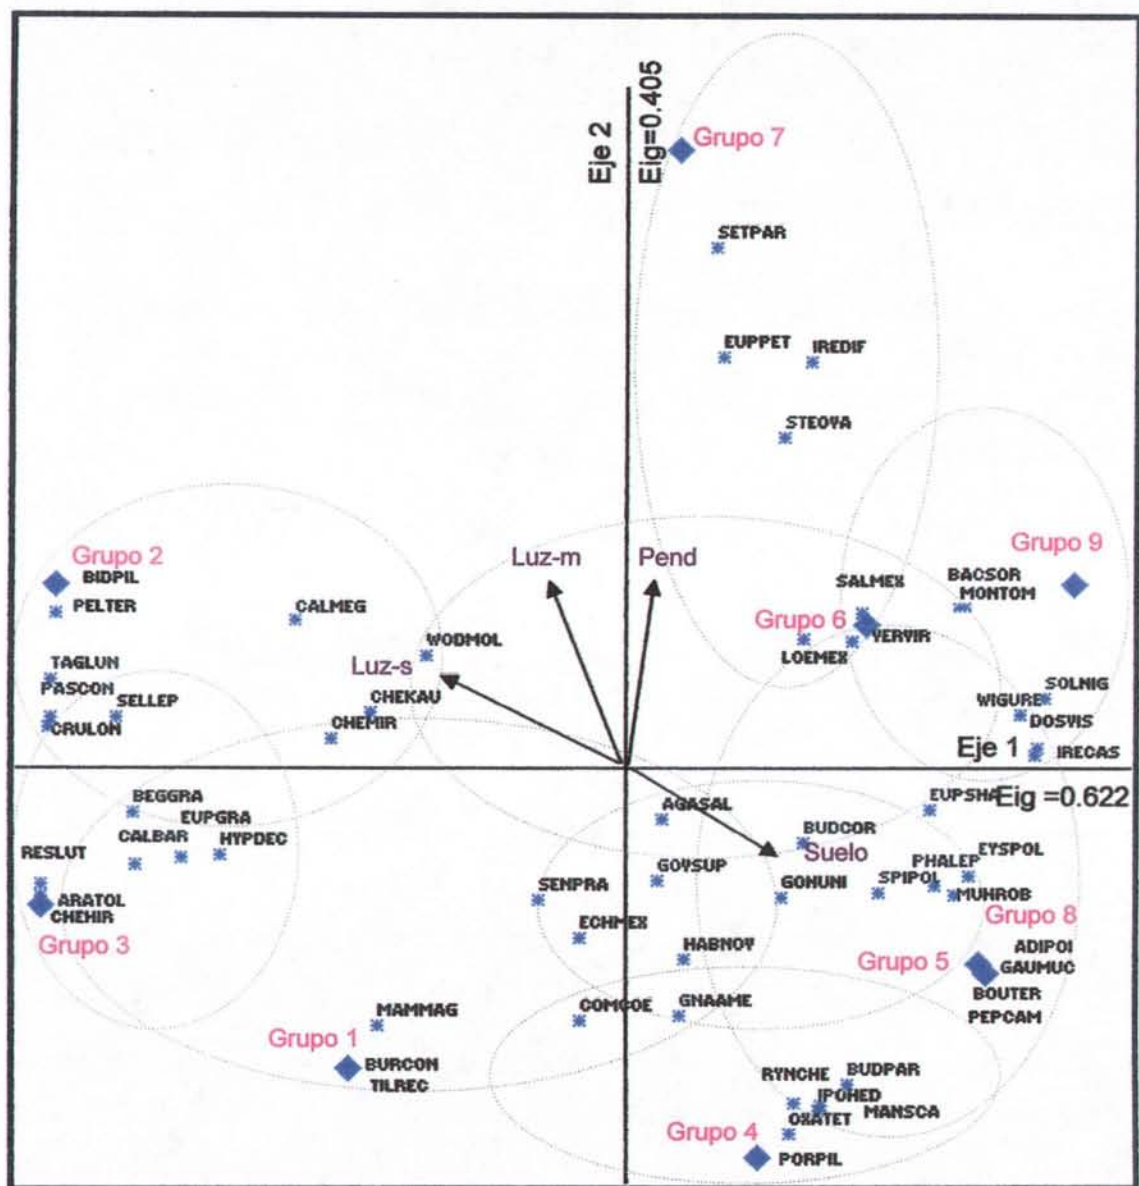 Eje 2
Eig=0.405
Grupo 7
SETPAR
EUPPET
IREDIF
STEOVA
Grupo 2
BIDPIL
PELTER
CALMEG
Luz-m
Pend
Grupo 9
BACSOR
MONTOM
SALMEX
Grupo 6
VERVIR
LOEMEX
WODMOL
Luz-s
TAGLUN
PASCON
SELLEP
CRULON
CHEKAU
CHEMIR
SOLNIG
WIGURE
DOSVIS
Eje 1
IRECAS
Eig =0.622
BEGGRA
EUPGRA
CALBAR
HYPDEC
RESLUT
ARATOL
CHEHIR
Grupo 3
AGASAL
EUPSHA
BUDCOR
Suelo
GOYSUP
GONUNI
SPIPOL
PHALEP
EYSPOL
MUHROB
SENPRA
ECHMEX
Grupo 8
HABNOV
Grupo 5
ADIPOI
GAUMUC
BOUTER
PEPCAM
MAMMAG
COMCOE
GNAAME
Grupo 1
BURCON
TILREC
RYNCHE
BUDPAR
IPOHED
MANSCA
OXATET
Grupo 4
PORPIL